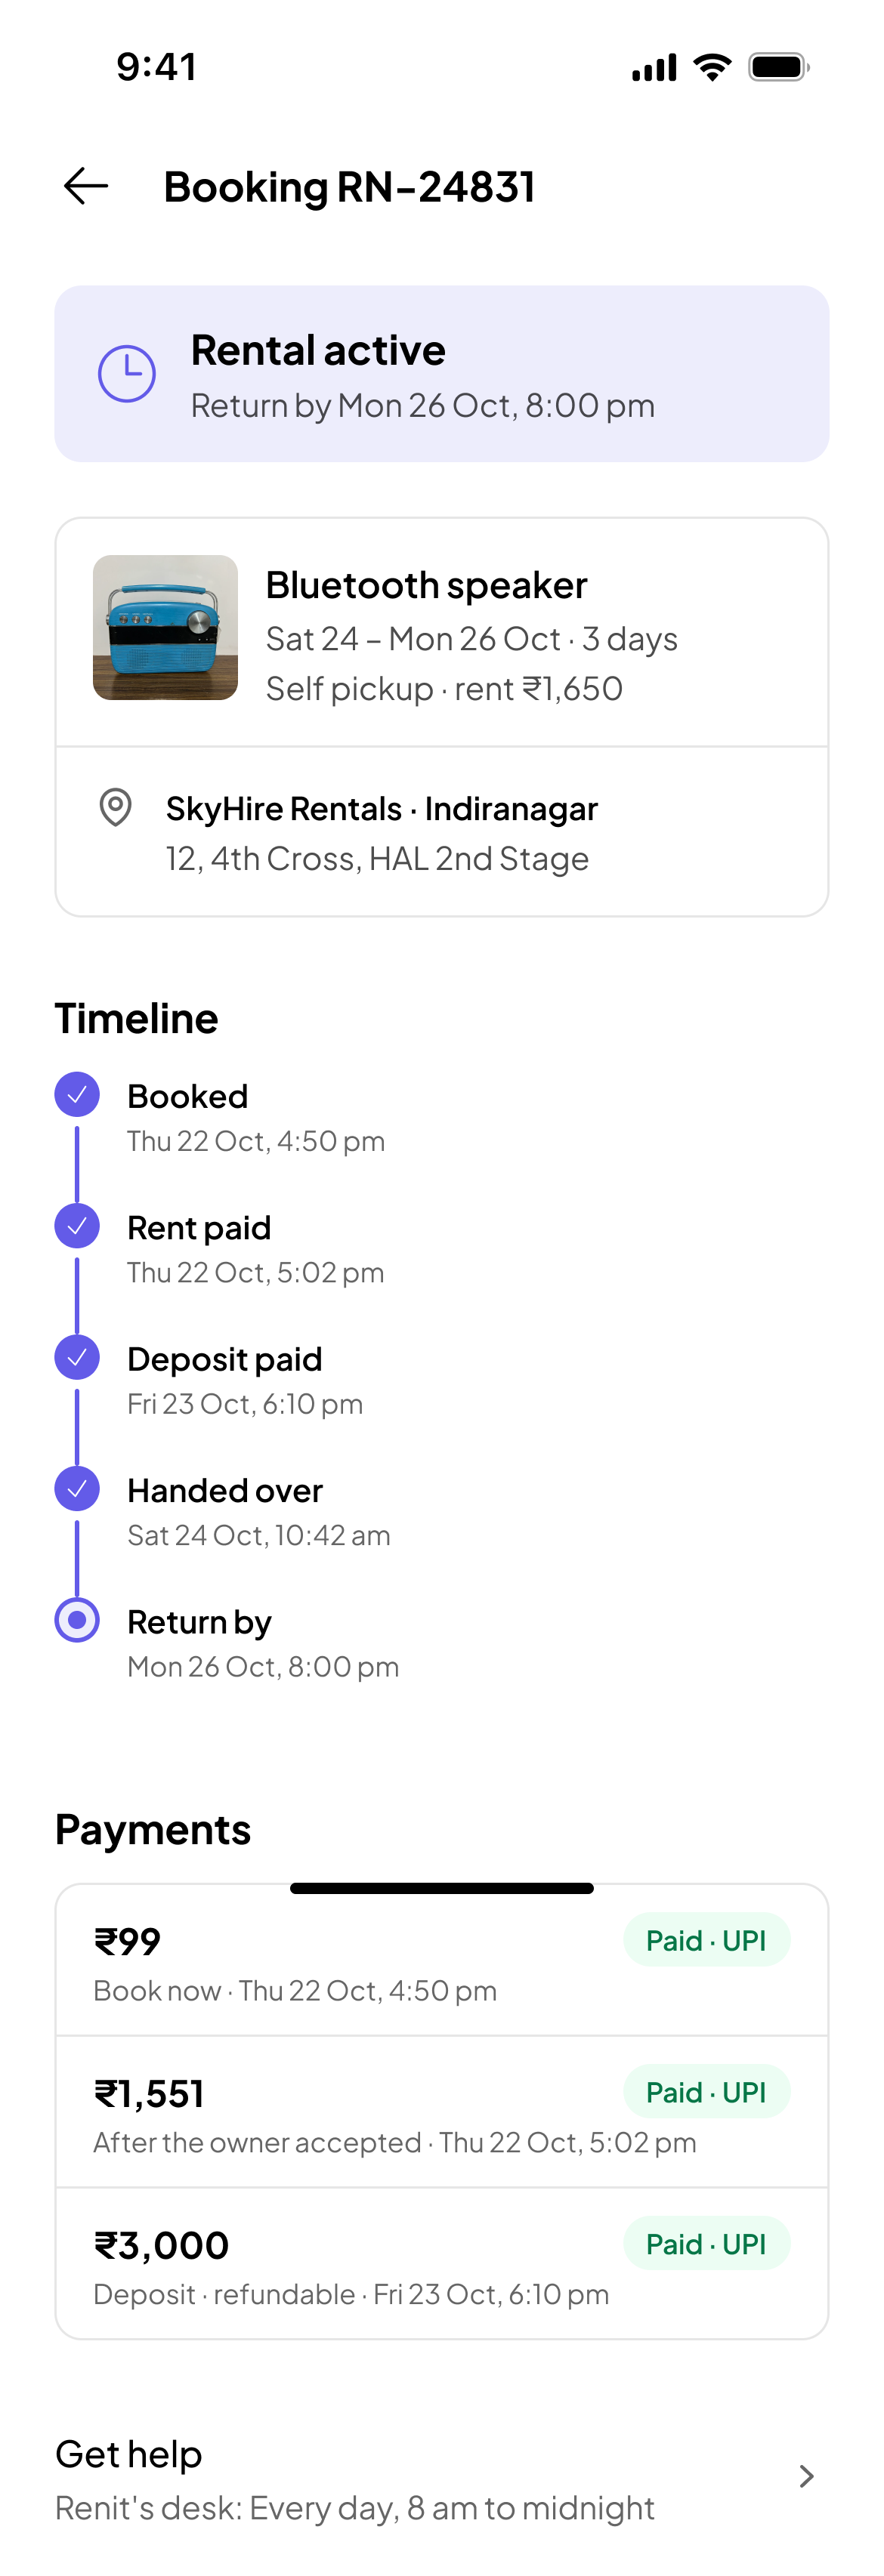 9:41
Booking RN-24831
Rental active
Return by Mon 26 Oct, 8:00 pm
Bluetooth speaker
Sat 24 – Mon 26 Oct · 3 days
Self pickup · rent ₹1,650
SkyHire Rentals · Indiranagar
12, 4th Cross, HAL 2nd Stage
Timeline
Booked
Thu 22 Oct, 4:50 pm
Rent paid
Thu 22 Oct, 5:02 pm
Deposit paid
Fri 23 Oct, 6:10 pm
Handed over
Sat 24 Oct, 10:42 am
Return by
Mon 26 Oct, 8:00 pm
Payments
₹99
Paid · UPI
Book now · Thu 22 Oct, 4:50 pm
₹1,551
Paid · UPI
After the owner accepted · Thu 22 Oct, 5:02 pm
₹3,000
Paid · UPI
Deposit · refundable · Fri 23 Oct, 6:10 pm
Get help
Renit's desk: Every day, 8 am to midnight